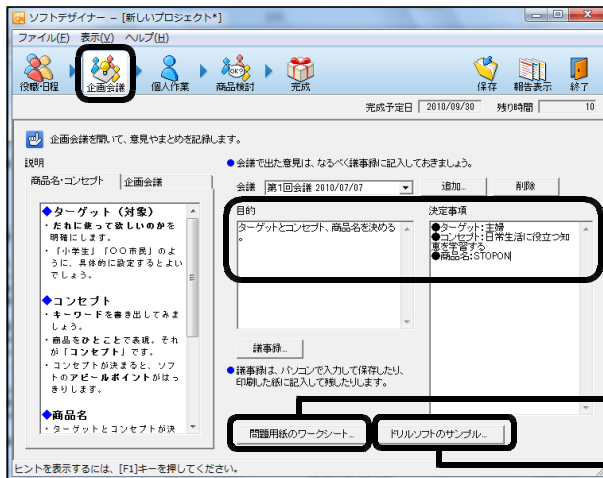 ソフトデザイナー － [新しいプロジェクト*]
ファイル(F) 表示(V) ヘルプ(H)
役職・日程 企画会議 個人作業 商品検討 完成 保存 報告表示 終了
OK?
完成予定日 2010/09/30 残り時間 10
企画会議を開いて、意見やまとめを記録します。
説明
●会議で出た意見は、なるべく議事録に記入しておきましょう。
商品名・コンセプト 企画会議
会議 第1回会議 2010/07/07 追加... 削除
目的 決定事項
ターゲットとコンセプト、商品名を決める
。
●ターゲット:主婦
●コンセプト:日常生活に役立つ知
恵を学習する
●商品名:STOPON
◆ターゲット（対象）
・だれに使って欲しいのかを
明確にします。
・「小学生」「〇〇市民」のよ
うに、具体的に設定するとよい
でしょう。
◆コンセプト
・キーワードを書き出してみま
しょう。
・商品をひとことで表現。それ
が「コンセプト」です。
・コンセプトが決まると、ソフ
トのアピールポイントがはっ
きりします。
◆商品名
・ターゲットとコンセプトが決
議事録...
●議事録は、パソコンで入力して保存したり、
印刷した紙に記入して残したりします。
問題用紙のワークシート... ドリルソフトのサンプル...
ヒントを表示するには、[F1]キーを押してください。